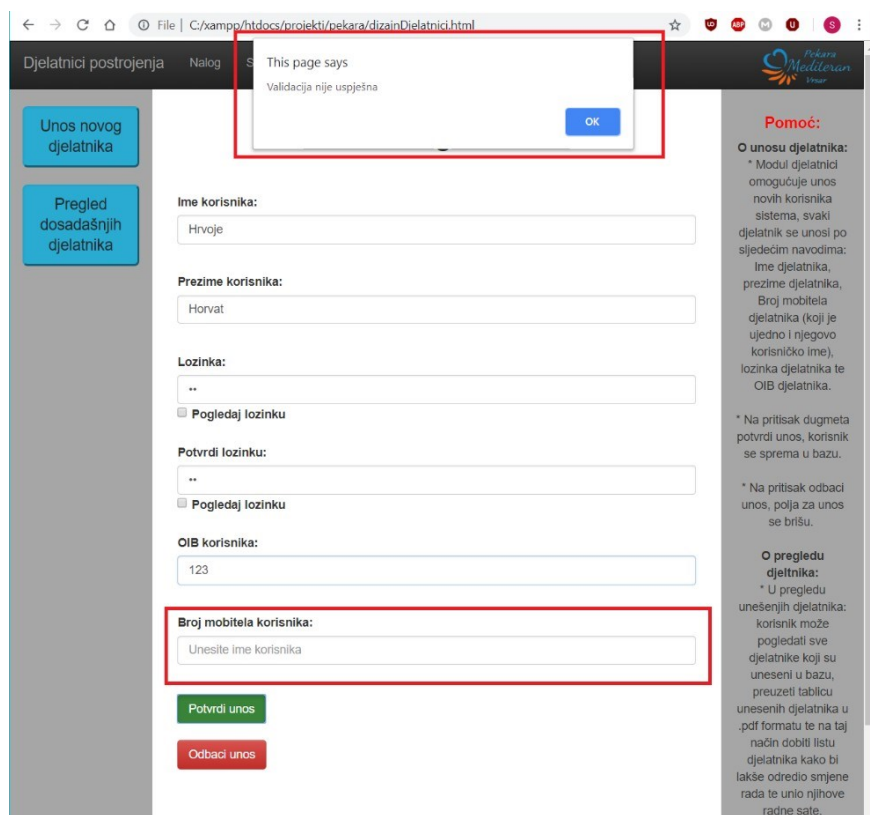 File | C:/xampp/htdocs/projekti/pekara/dizajnDjelatnici.html
ABP
M
U
S
Djelatnici postrojenja
Nalog
S
This page says
Validacija nije uspješna
OK
Pekara
Mediteran
Vrsar
Unos novog
djelatnika
Pregled
dosadašnjih
djelatnika
Ime korisnika:
Hrvoje
Prezime korisnika:
Horvat
Lozinka:
••
Pogledaj lozinku
Potvrdi lozinku:
••
Pogledaj lozinku
OIB korisnika:
123
Broj mobitela korisnika:
Unesite ime korisnika
Potvrdi unos
Odbaci unos
Pomoć:
O unosu djelatnika:
* Modul djelatnici
omogućuje unos
novih korisnika
sistema, svaki
djelatnik se unosi po
sljedećim navodima:
Ime djelatnika,
prezime djelatnika,
Broj mobitela
djelatnika (koji je
ujedno i njegovo
korisničko ime),
lozinka djelatnika te
OIB djelatnika.
* Na pritisak dugmeta
potvrdi unos, korisnik
se sprema u bazu.
* Na pritisak odbaci
unos, polja za unos
se brišu.
O pregledu
djeltnika:
* U pregledu
unešenjih djelatnika:
korisnik može
pogledati sve
djelatnike koji su
uneseni u bazu,
preuzeti tablicu
unesenih djelatnika u
.pdf formatu te na taj
način dobiti listu
djelatnika kako bi
lakše odredio smjene
rada te unio njihove
radne sate.